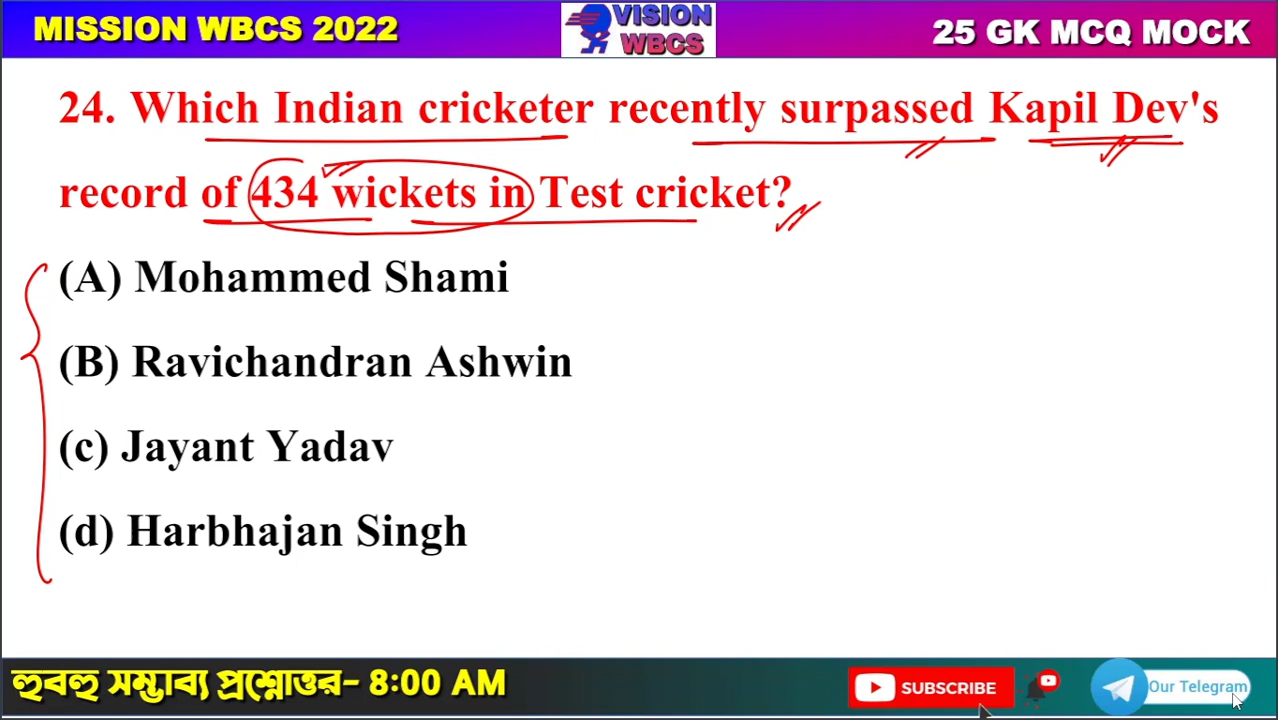 MISSION WBCS 2022
VISION
WBCS
25 GK MCQ MOCK
24. Which Indian cricketer recently surpassed Kapil Dev's
record of 434 wickets in Test cricket?
(A) Mohammed Shami
(B) Ravichandran Ashwin
(c) Jayant Yadav
(d) Harbhajan Singh
হুবহু সম্ভাব্য প্রশ্নোত্তর- 8:00 AM
SUBSCRIBE
Our Telegram